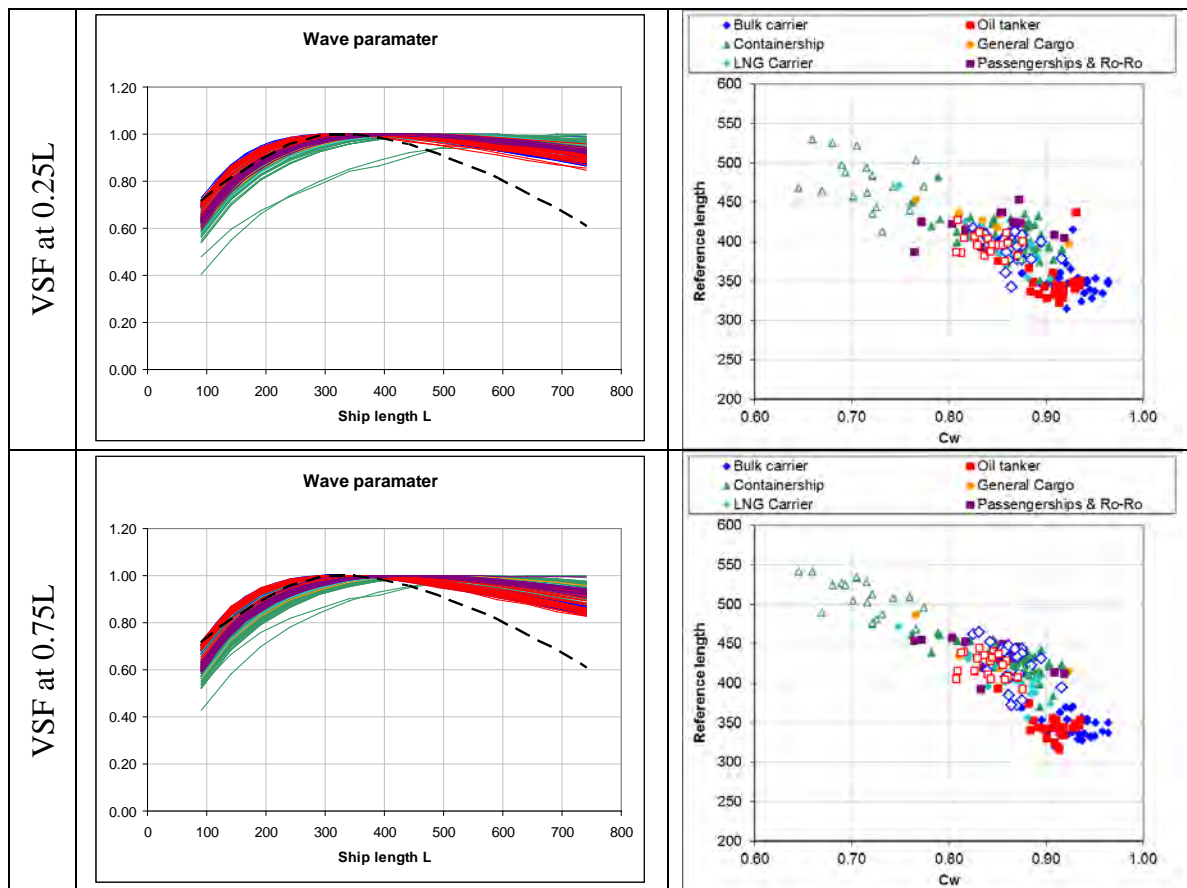 VSF at 0.25L
Wave paramater
1.20
1.00
0.80
0.60
0.40
0.20
0.00
0 100 200 300 400 500 600 700 800
Ship length L
Bulk carrier Oil tanker
Containership General Cargo
LNG Carrier Passengerships & Ro-Ro
600
550
500
450
400
350
300
250
200
Reference length
0.60 0.70 0.80 0.90 1.00
Cw
VSF at 0.75L
Wave paramater
1.20
1.00
0.80
0.60
0.40
0.20
0.00
0 100 200 300 400 500 600 700 800
Ship length L
Bulk carrier Oil tanker
Containership General Cargo
LNG Carrier Passengerships & Ro-Ro
600
550
500
450
400
350
300
250
200
Reference length
0.60 0.70 0.80 0.90 1.00
Cw